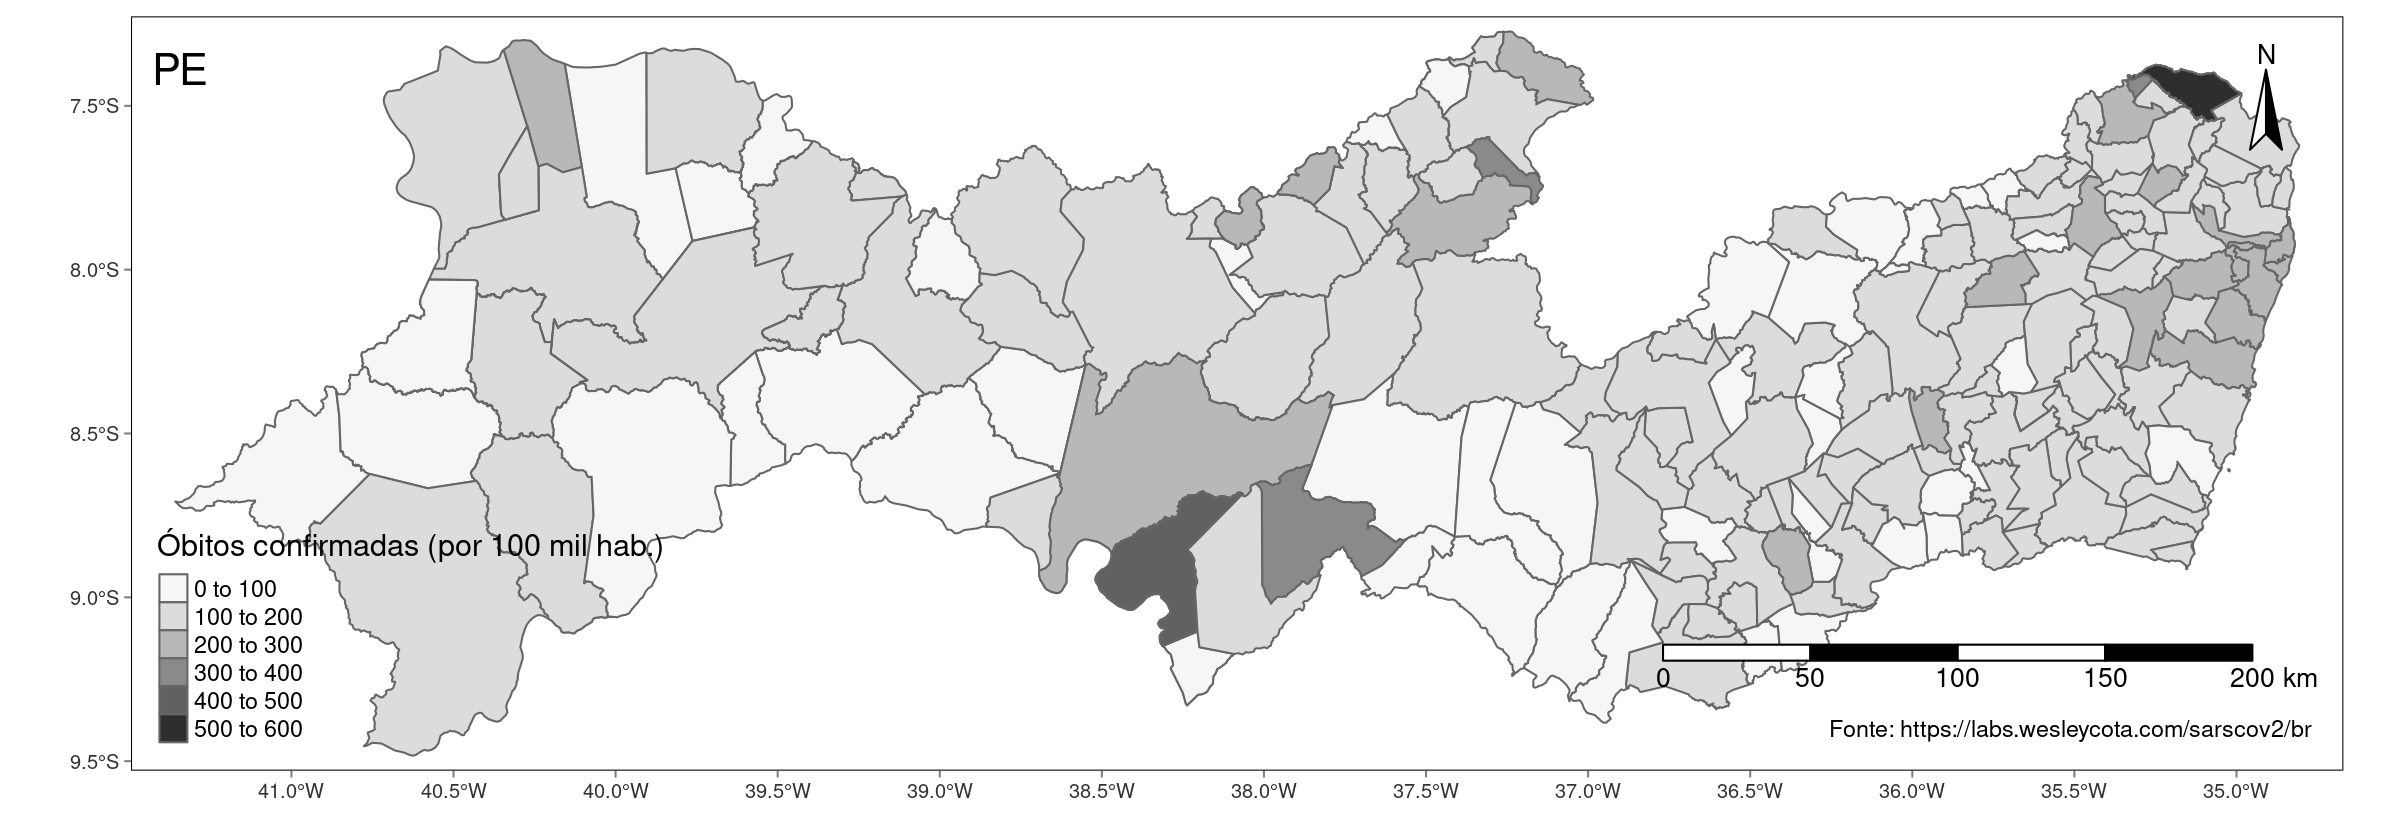 PE
N
7.5°S
8.0°S
8.5°S
9.0°S
9.5°S
Óbitos confirmadas (por 100 mil hab.)
0 to 100
100 to 200
200 to 300
300 to 400
400 to 500
500 to 600
0 50 100 150 200 km
Fonte: https://labs.wesleycota.com/sarscov2/br
41.0°W 40.5°W 40.0°W 39.5°W 39.0°W 38.5°W 38.0°W 37.5°W 37.0°W 36.5°W 36.0°W 35.5°W 35.0°W